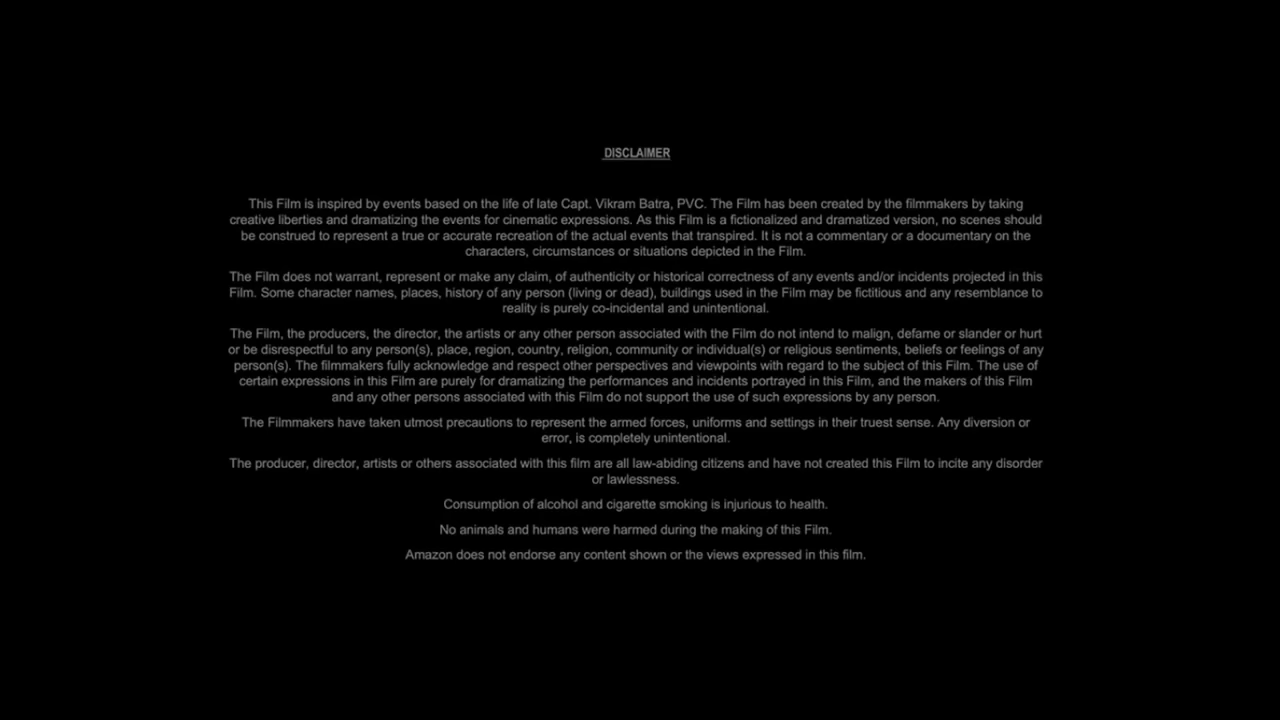 DISCLAIMER
This Film is inspired by events based on the life of late Capt. Vikram Batra, PVC. The Film has been created by the filmmakers by taking
creative liberties and dramatizing the events for cinematic expressions. As this Film is a fictionalized and dramatized version, no scenes should
be construed to represent a true or accurate recreation of the actual events that transpired. It is not a commentary or a documentary on the
characters, circumstances or situations depicted in the Film.
The Film does not warrant, represent or make any claim, of authenticity or historical correctness of any events and/or incidents projected in this
Film. Some character names, places, history of any person (living or dead), buildings used in the Film may be fictitious and any resemblance to
reality is purely co-incidental and unintentional.
The Film, the producers, the director, the artists or any other person associated with the Film do not intend to malign, defame or slander or hurt
or be disrespectful to any person(s), place, region, country, religion, community or individual(s) or religious sentiments, beliefs or feelings of any
person(s). The filmmakers fully acknowledge and respect other perspectives and viewpoints with regard to the subject of this Film. The use of
certain expressions in this Film are purely for dramatizing the performances and incidents portrayed in this Film, and the makers of this Film
and any other persons associated with this Film do not support the use of such expressions by any person.
The Filmmakers have taken utmost precautions to represent the armed forces, uniforms and settings in their truest sense. Any diversion or
error, is completely unintentional.
The producer, director, artists or others associated with this film are all law-abiding citizens and have not created this Film to incite any disorder
or lawlessness.
Consumption of alcohol and cigarette smoking is injurious to health.
No animals and humans were harmed during the making of this Film.
Amazon does not endorse any content shown or the views expressed in this film.